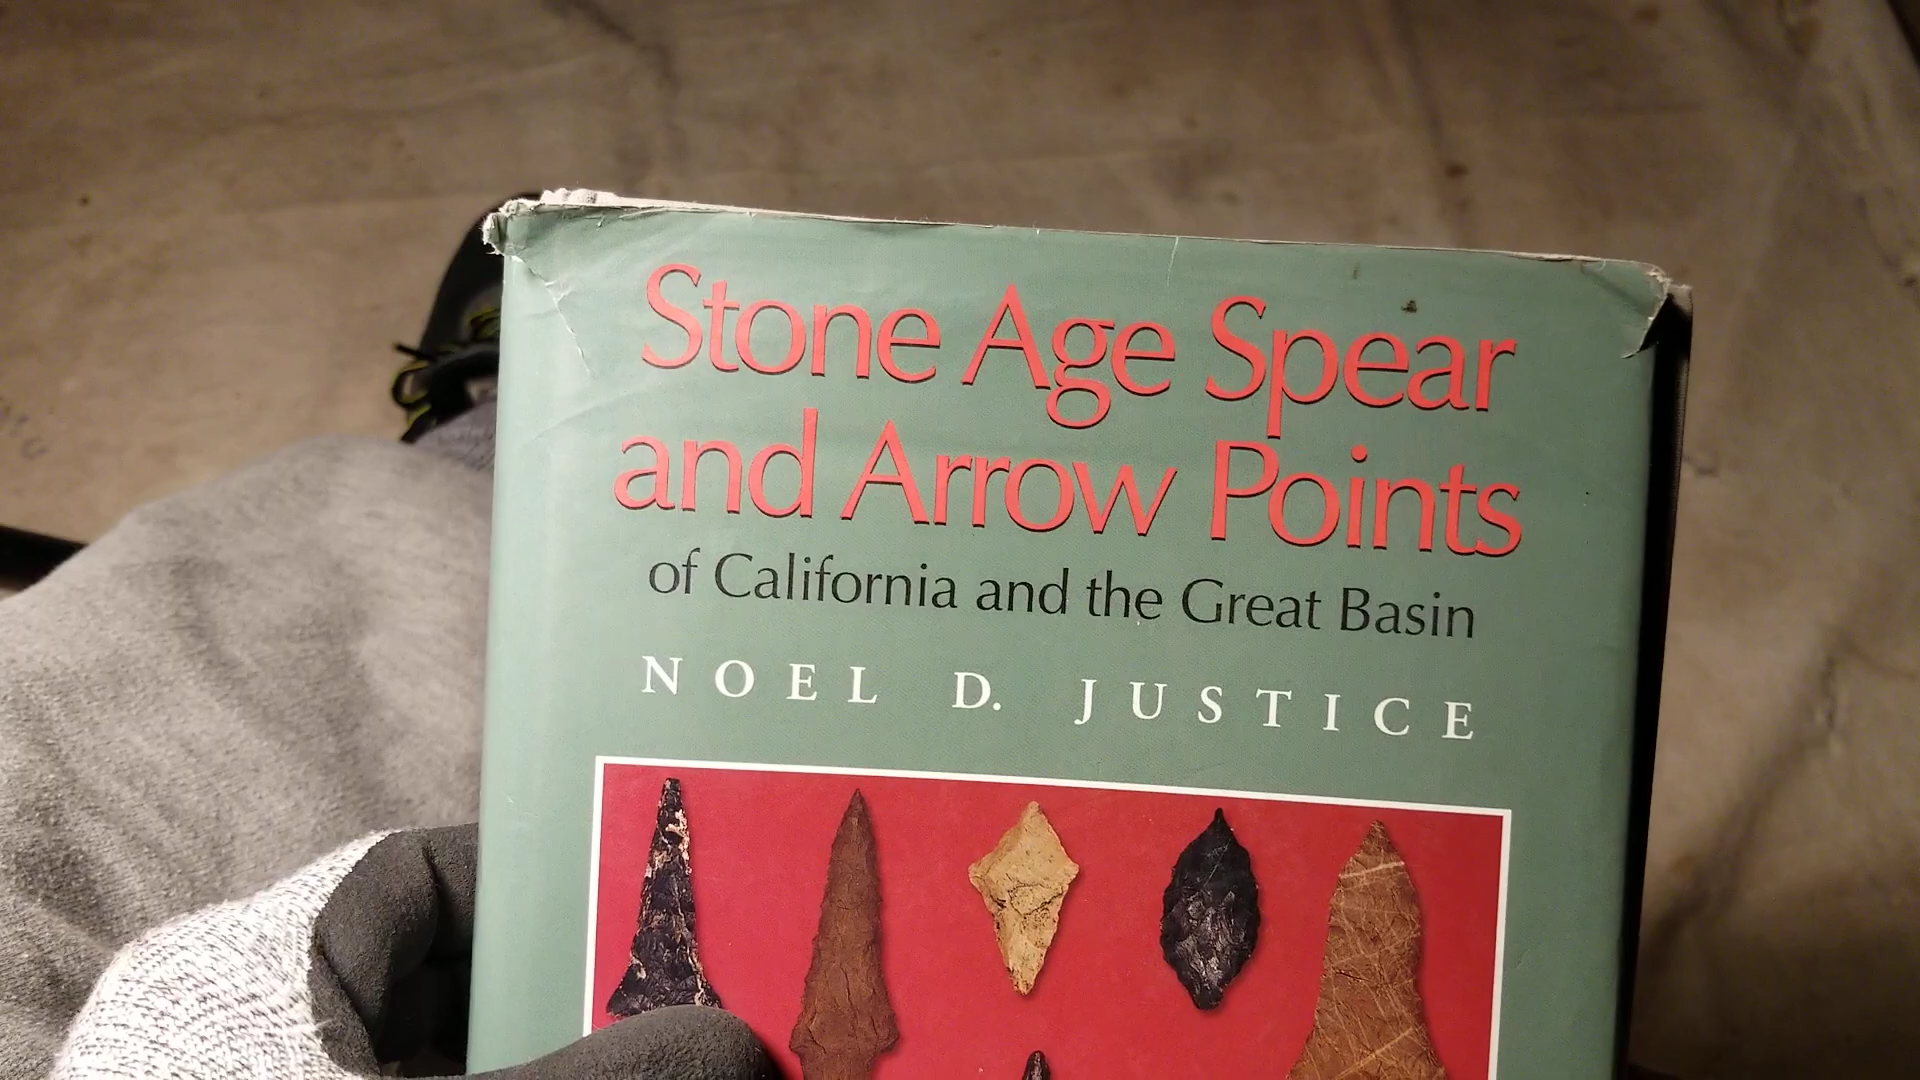 Stone Age Spear
and Arrow Points
of California and the Great Basin
NOEL D. JUSTICE